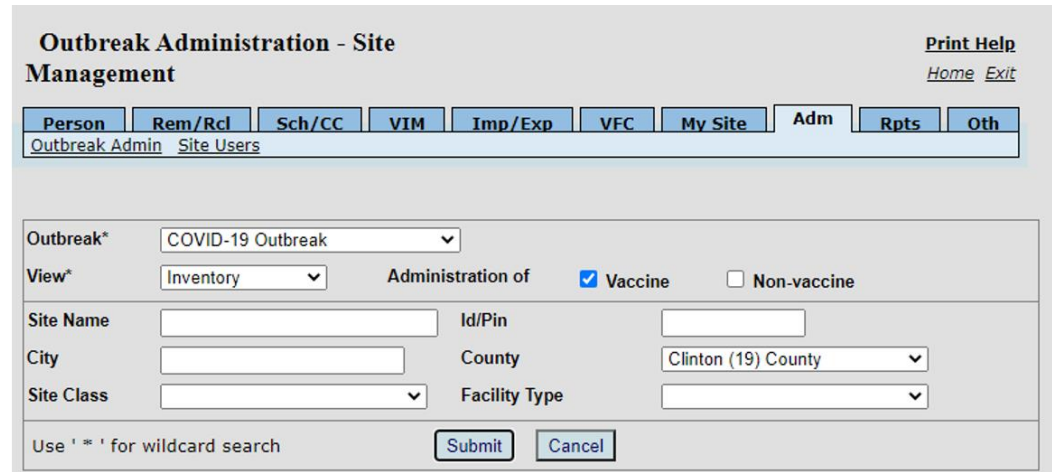 Outbreak Administration - Site
Management
Print Help
Home Exit
Person Rem/Rcl Sch/CC VIM Imp/Exp VFC My Site Adm Rpts Oth
Outbreak Admin Site Users
Outbreak* COVID-19 Outbreak
View* Inventory Administration of Vaccine Non-vaccine
Site Name Id/Pin
City County Clinton (19) County
Site Class Facility Type
Use ' * ' for wildcard search Submit Cancel